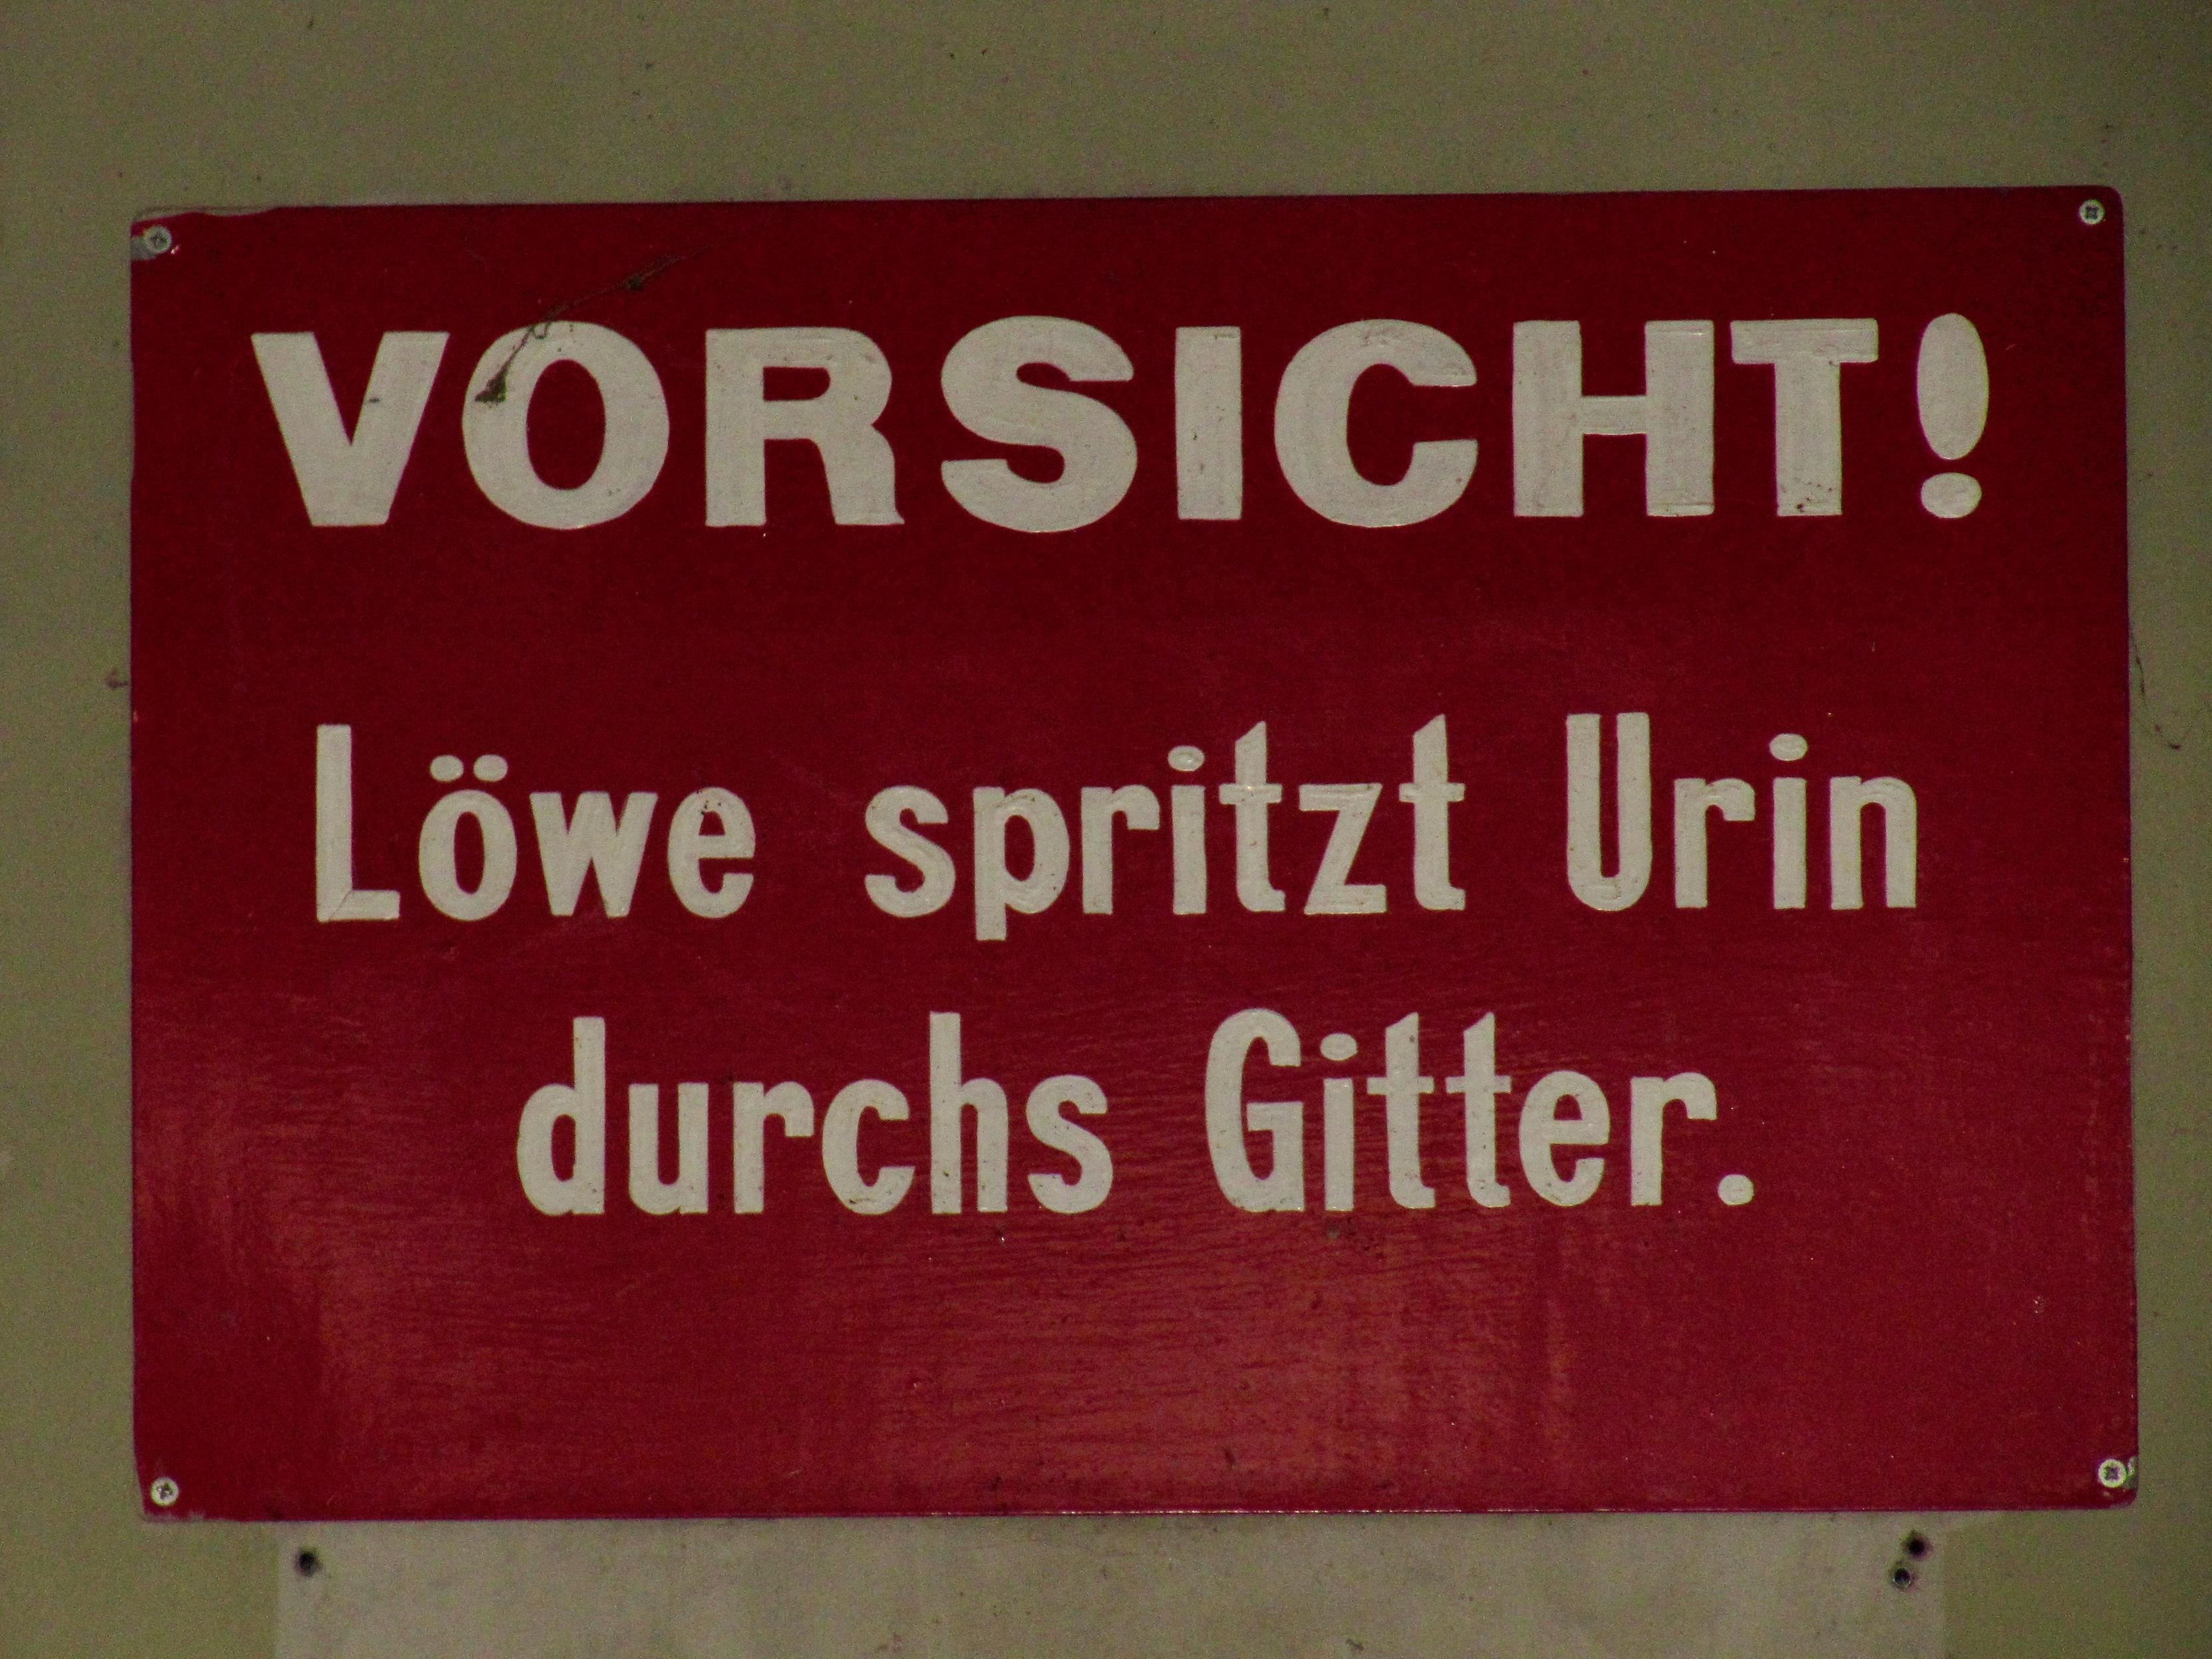 VORSICHT!
Löwe spritzt Urin
durchs Gitter.